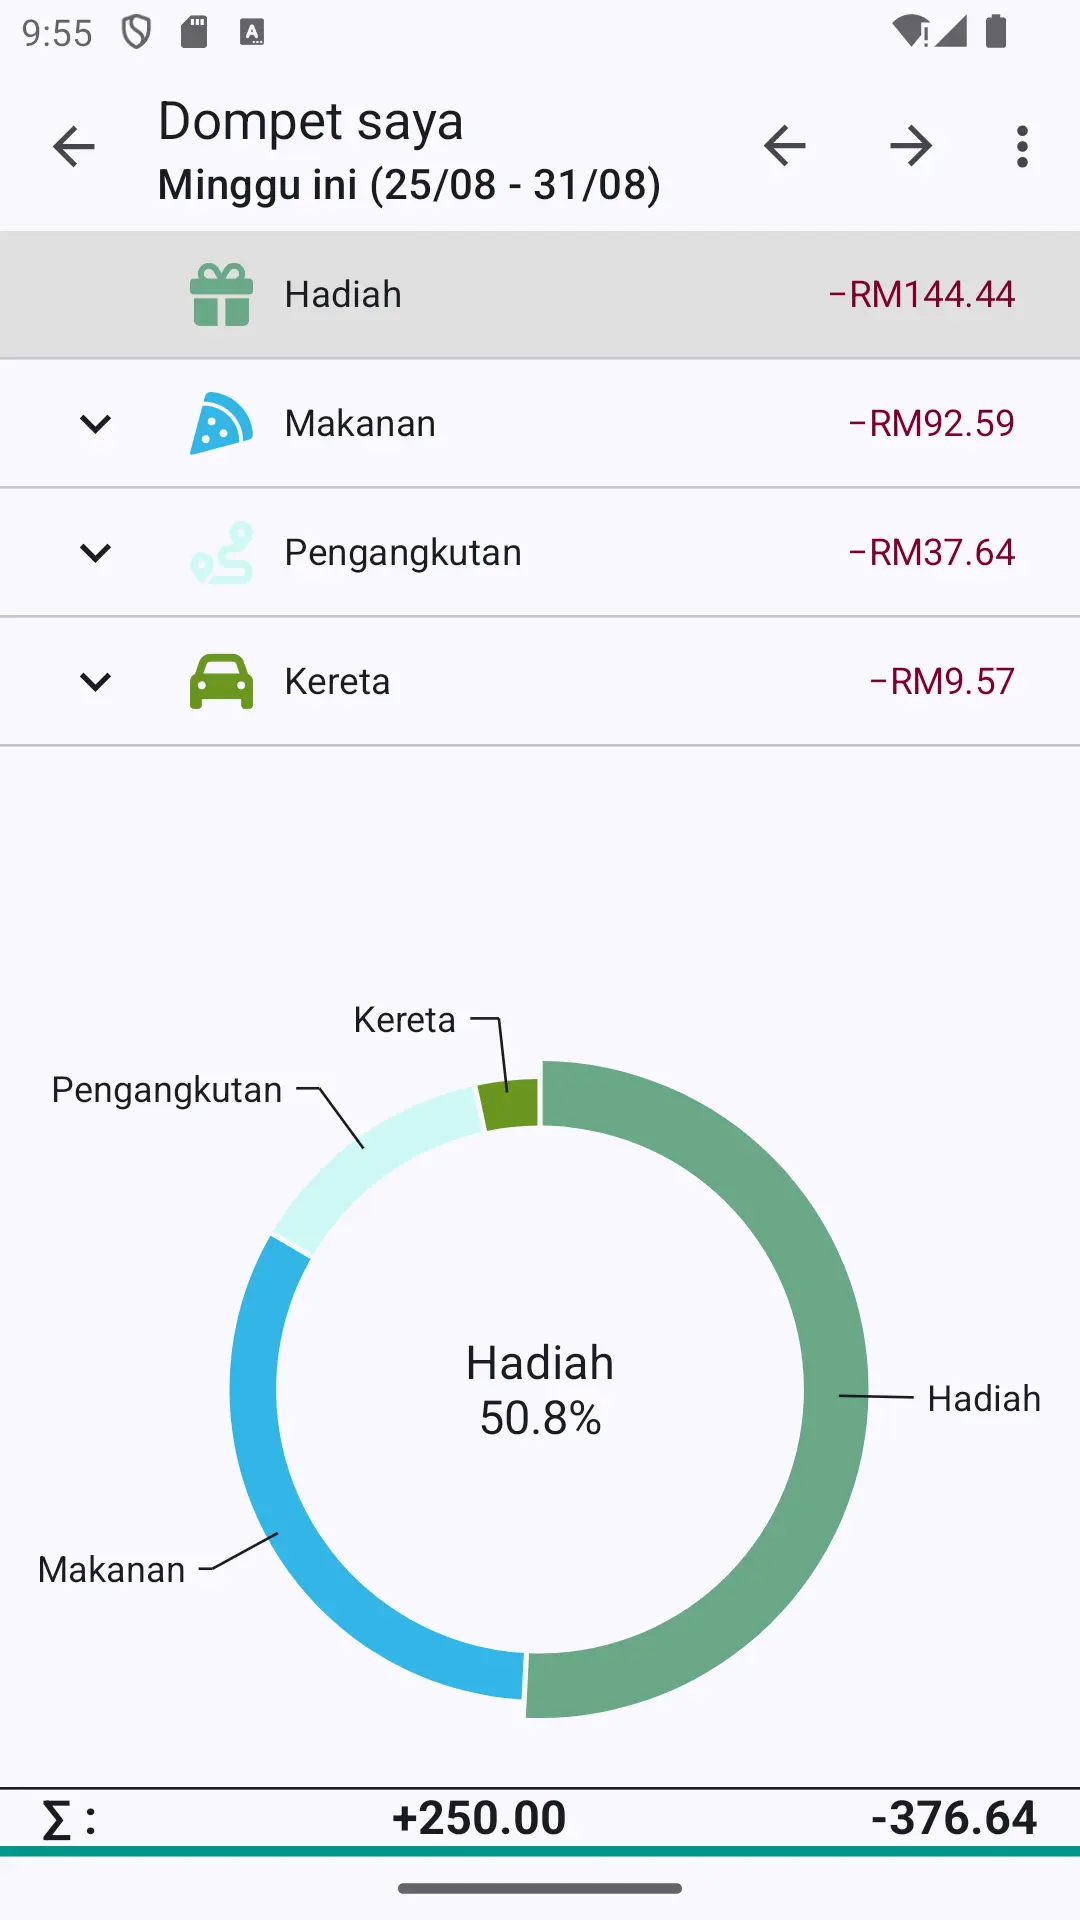 9:55
Dompet saya
Minggu ini (25/08 - 31/08)
Hadiah −RM144.44
Makanan −RM92.59
Pengangkutan −RM37.64
Kereta −RM9.57
Kereta
Pengangkutan
Hadiah
50.8%
Hadiah
Makanan
Σ : +250.00 -376.64